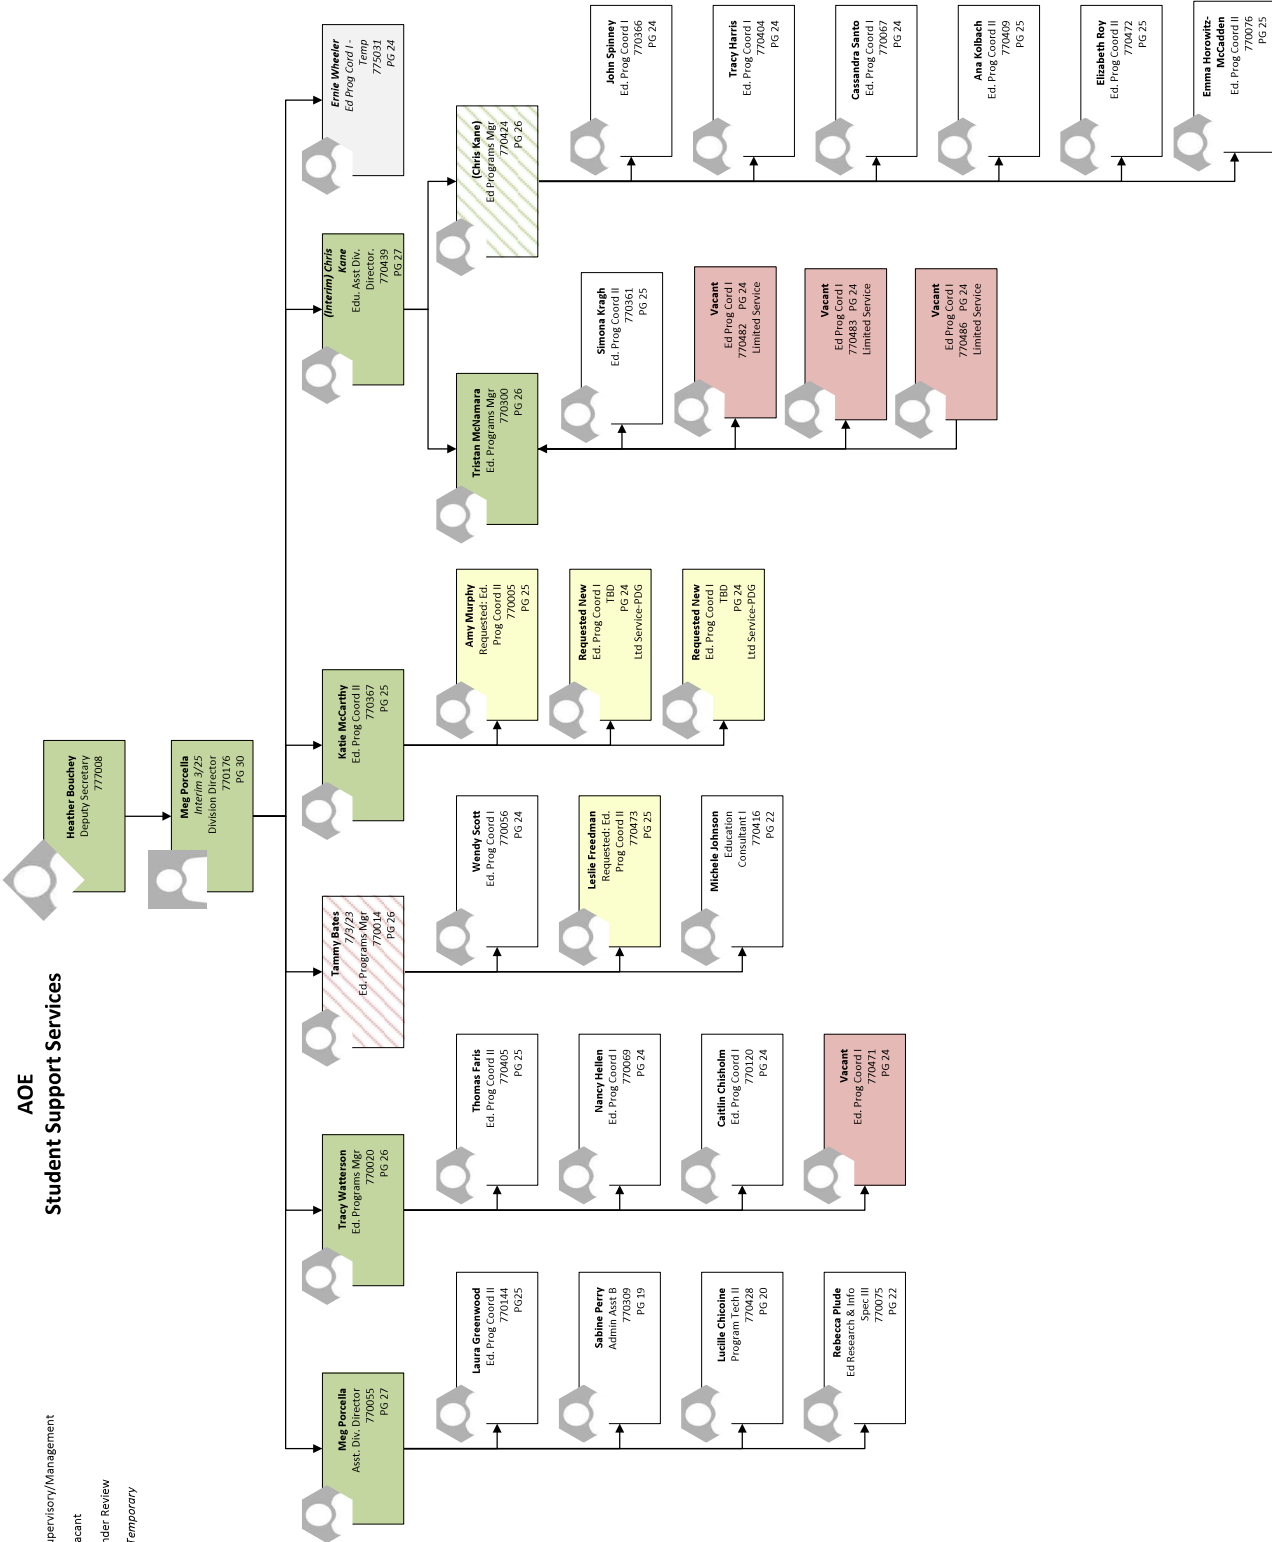 AOE
Student Support Services
upervisory/Management
acant
nder Review
Temporary
Heather Bouchey
Deputy Secretary
777008
Meg Porcella
Interim 3/25
Division Director
770176
PG 30
Meg Porcella
Asst. Div. Director
770055
PG 27
Tracy Watterson
Ed. Programs Mgr
770020
PG 26
Tammy Bates
7/3/23
Ed. Programs Mgr
770014
PG 26
Katie McCarthy
Ed. Prog Coord II
770367
PG 25
(Interim) Chris
Kane
Edu. Asst Div.
Director.
770439
PG 27
Ernie Wheeler
Ed Prog Cord I -
Temp
775031
PG 24
Laura Greenwood
Ed. Prog Coord II
770144
PG25
Sabine Perry
Admin Asst B
770309
PG 19
Lucille Chicoine
Program Tech II
770428
PG 20
Rebecca Plude
Ed Research & Info
Spec III
770075
PG 22
Thomas Faris
Ed. Prog Coord II
770405
PG 25
Nancy Hellen
Ed. Prog Coord I
770069
PG 24
Caitlin Chisholm
Ed. Prog Coord I
770120
PG 24
Vacant
Ed. Prog Coord I
770471
PG 24
Wendy Scott
Ed. Prog Coord I
770056
PG 24
Leslie Freedman
Requested: Ed.
Prog Coord II
770473
PG 25
Michele Johnson
Education
Consultant I
770416
PG 22
Amy Murphy
Requested: Ed.
Prog Coord II
770005
PG 25
Requested New
Ed. Prog Coord I
TBD
PG 24
Ltd Service-PDG
Requested New
Ed. Prog Coord I
TBD
PG 24
Ltd Service-PDG
Tristan McNamara
Ed. Programs Mgr
770300
PG 26
Simona Kragh
Ed. Prog Coord II
770361
PG 25
Vacant
Ed Prog Cord I
770482 PG 24
Limited Service
Vacant
Ed Prog Cord I
770483 PG 24
Limited Service
Vacant
Ed Prog Cord I
770486 PG 24
Limited Service
(Chris Kane)
Ed Programs Mgr
770424
PG 26
John Spinney
Ed. Prog Coord I
770366
PG 24
Tracy Harris
Ed. Prog Coord I
770404
PG 24
Cassandra Santo
Ed. Prog Coord I
770067
PG 24
Ana Kolbach
Ed. Prog Coord II
770409
PG 25
Elizabeth Roy
Ed. Prog Coord II
770472
PG 25
Emma Horowitz-
McCadden
Ed. Prog Coord II
770076
PG 25